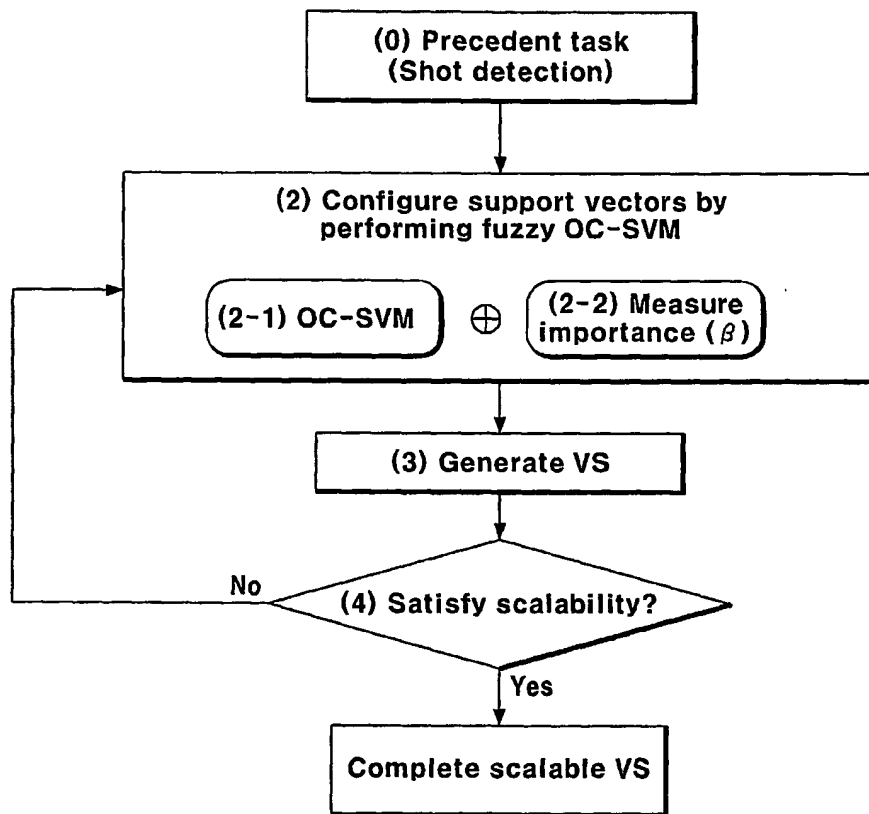 (0) Precedent task
(Shot detection)
(2) Configure support vectors by
performing fuzzy OC-SVM
(2-1) OC-SVM
⊕
(2-2) Measure
importance (β)
(3) Generate VS
(4) Satisfy scalability?
No
Yes
Complete scalable VS